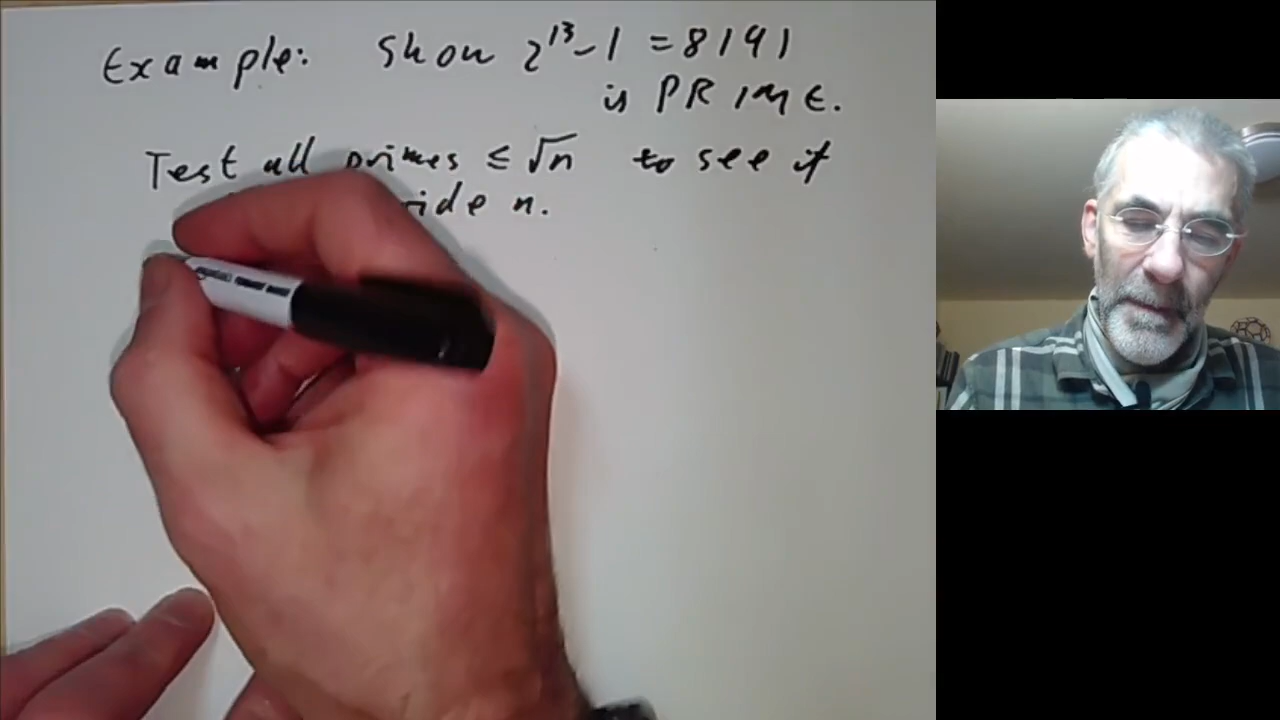 Example: Show 2^13 - 1 = 8191
is PRIME.
Test all primes ≤ √n to see if
n.